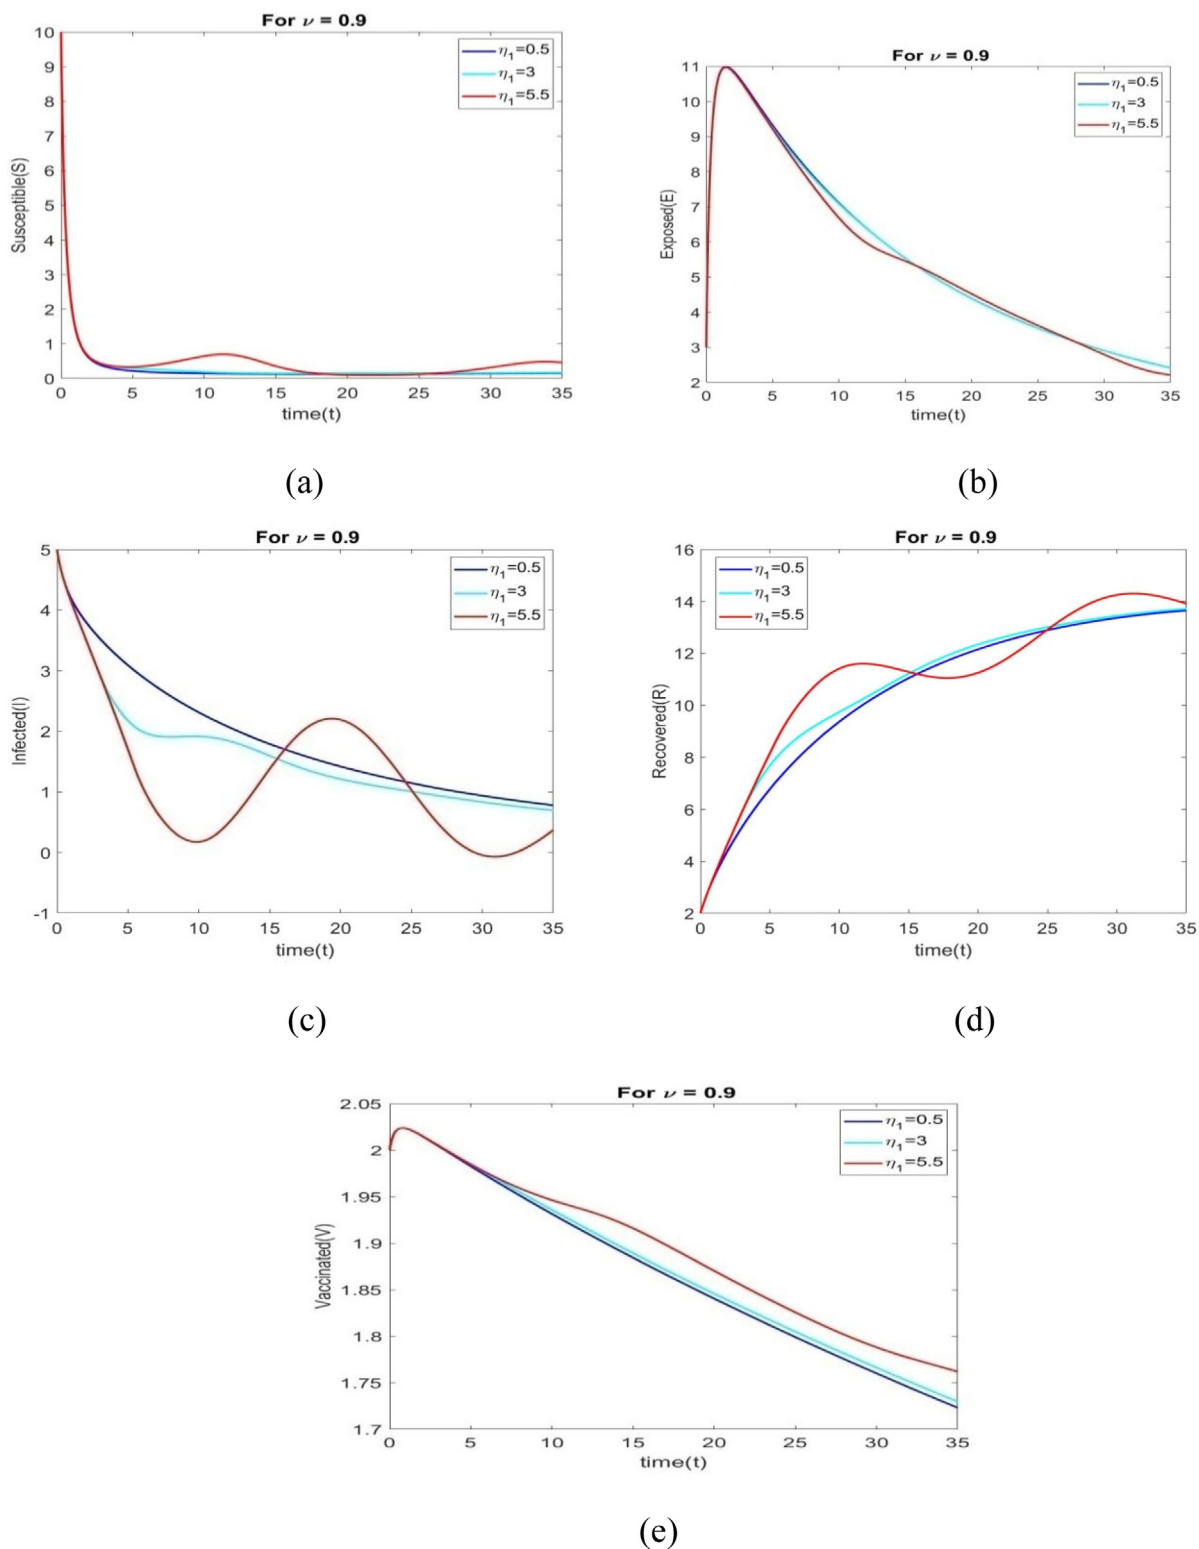 For ν = 0.9
10
9
8
7
6
5
4
3
2
1
0
Susceptible(S)
η1=0.5
η1=3
η1=5.5
0 5 10 15 20 25 30 35
time(t)
(a)
For ν = 0.9
11
10
9
8
7
6
5
4
3
2
Exposed(E)
η1=0.5
η1=3
η1=5.5
0 5 10 15 20 25 30 35
time(t)
(b)
For ν = 0.9
5
4
3
2
1
0
-1
Infected(I)
η1=0.5
η1=3
η1=5.5
0 5 10 15 20 25 30 35
time(t)
(c)
For ν = 0.9
16
14
12
10
8
6
4
2
Recovered(R)
η1=0.5
η1=3
η1=5.5
0 5 10 15 20 25 30 35
time(t)
(d)
For ν = 0.9
2.05
2
1.95
1.9
1.85
1.8
1.75
1.7
Vaccinated(V)
η1=0.5
η1=3
η1=5.5
0 5 10 15 20 25 30 35
time(t)
(e)